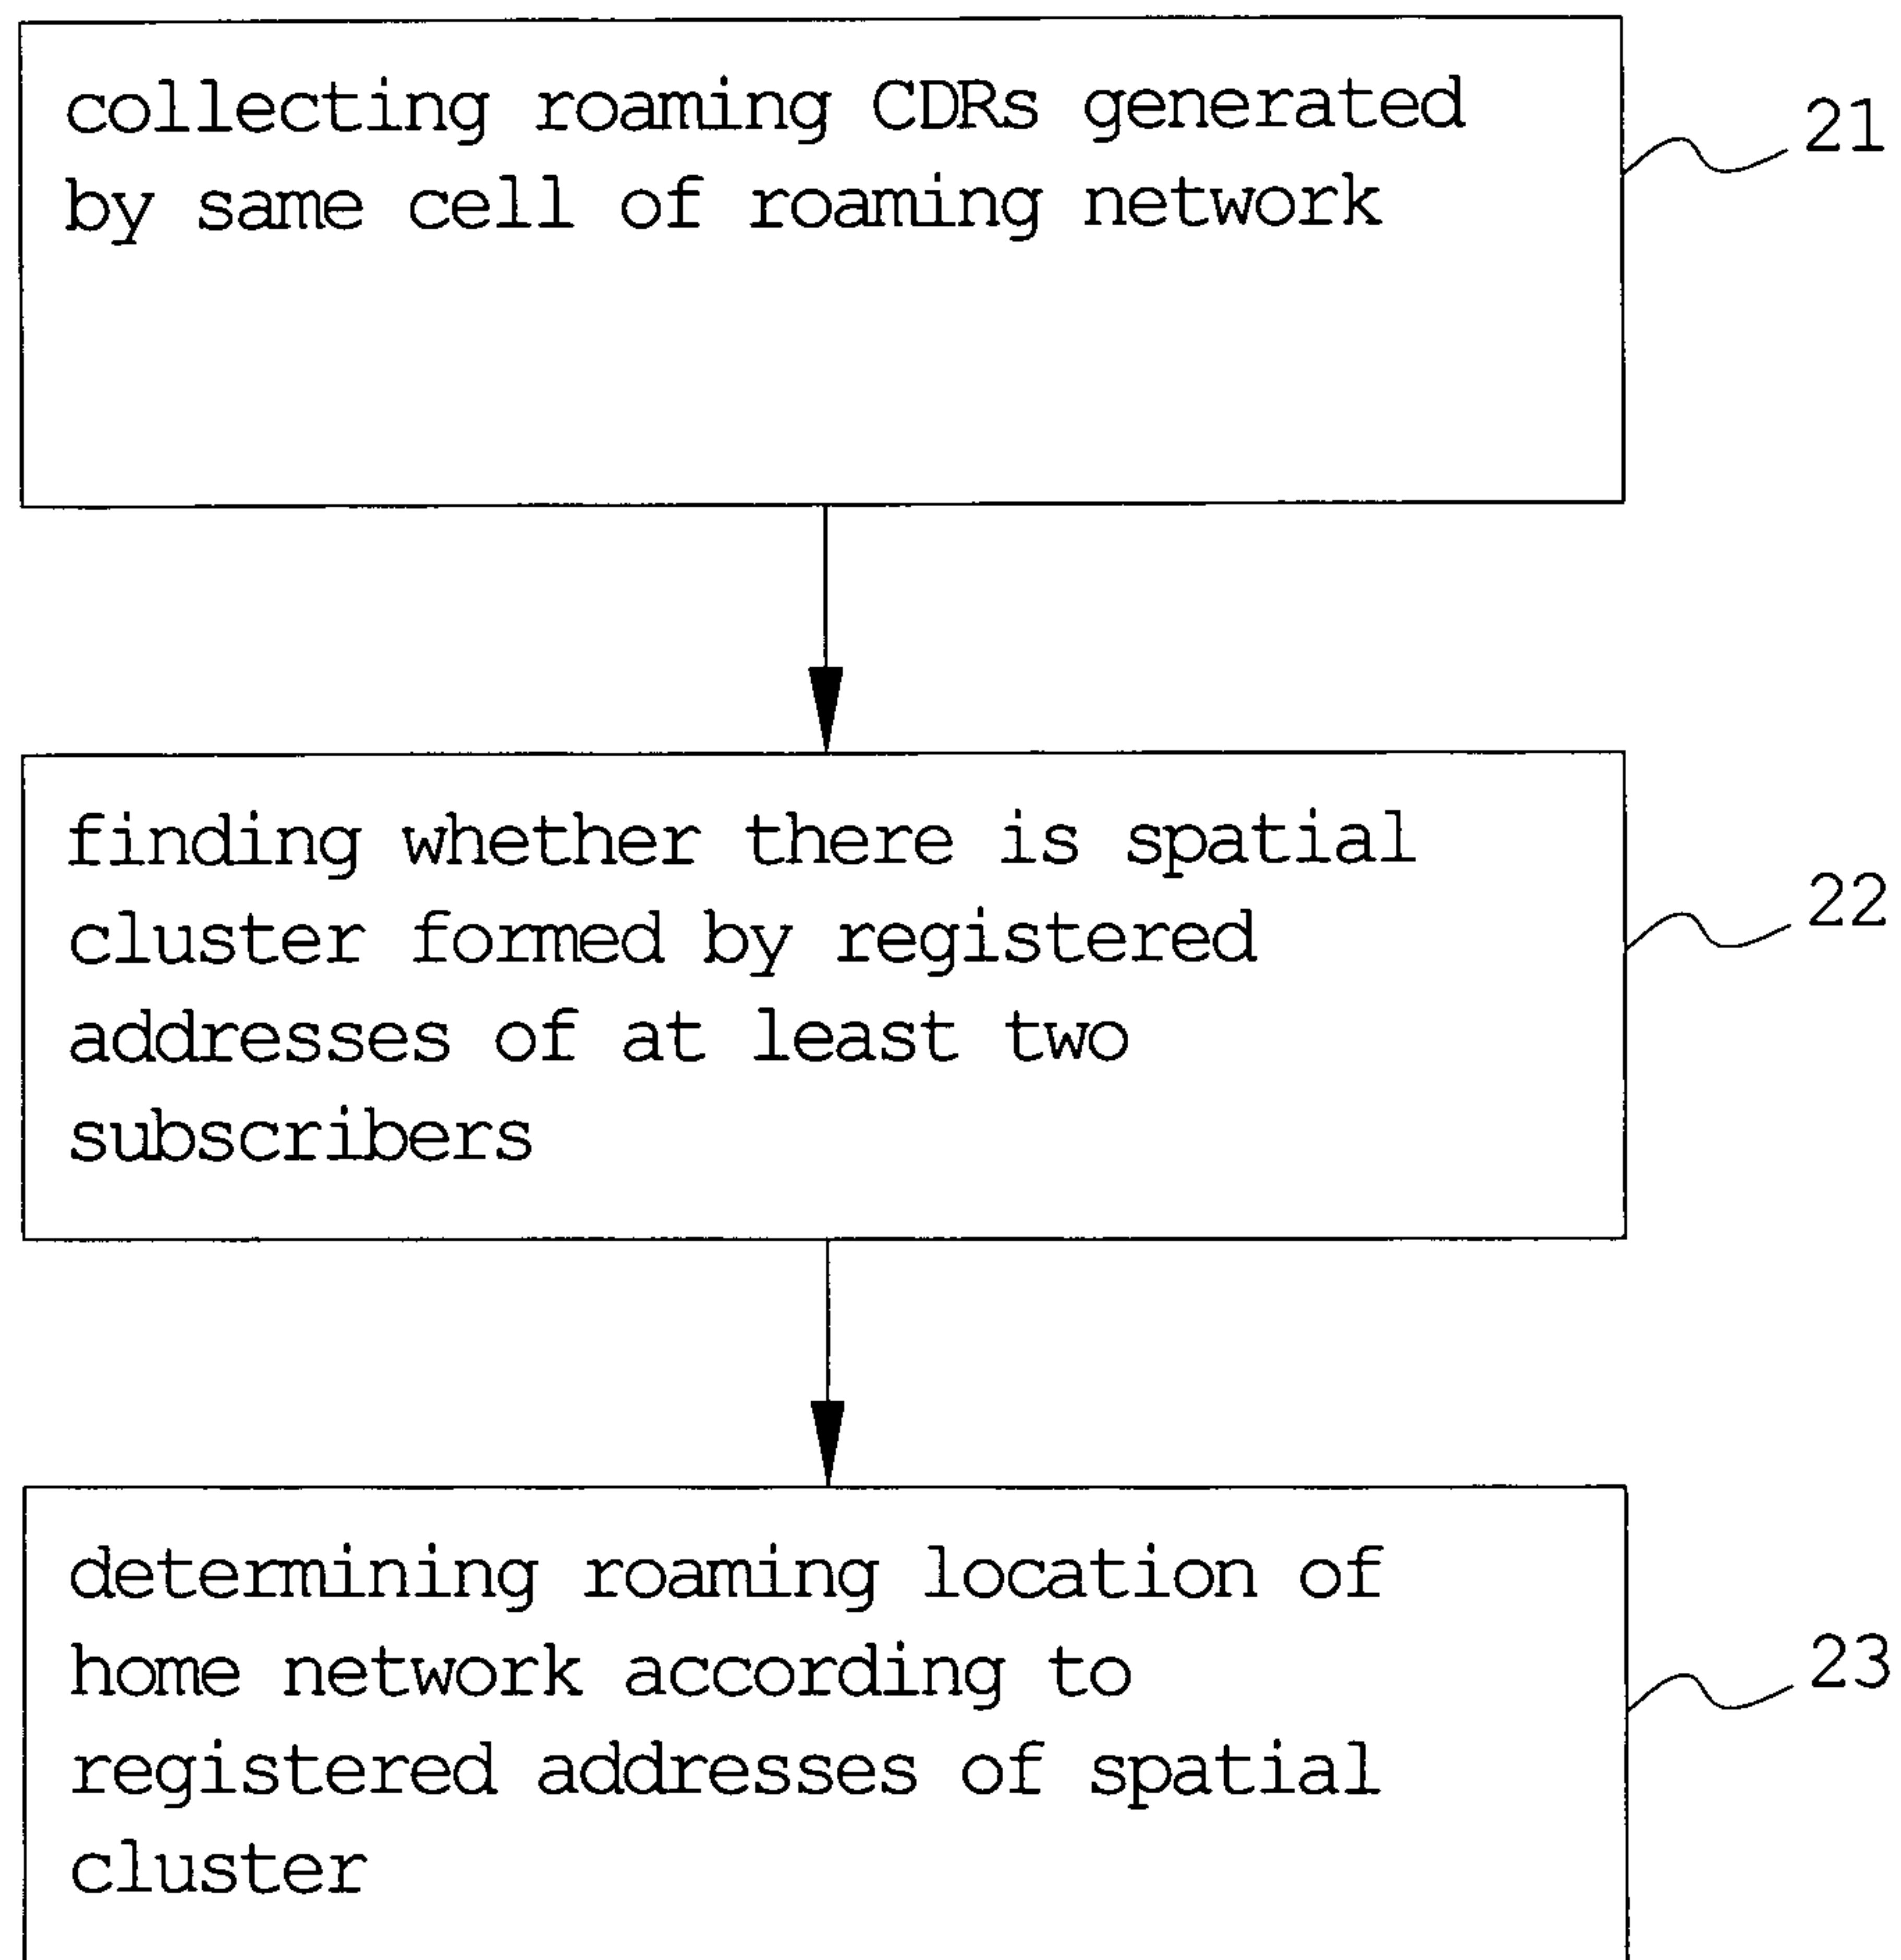 collecting roaming CDRs generated
by same cell of roaming network
21
finding whether there is spatial
cluster formed by registered
addresses of at least two
subscribers
22
determining roaming location of
home network according to
registered addresses of spatial
cluster
23